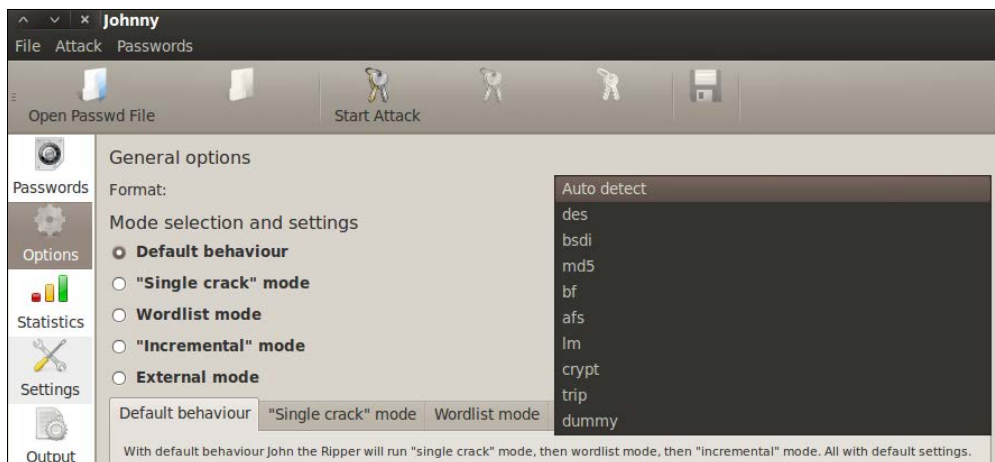 Johnny
File Attack Passwords
Open Passwd File
Start Attack
Passwords
Options
Statistics
Settings
Output
General options
Format:
Auto detect
des
bsdi
md5
bf
afs
lm
crypt
trip
dummy
Mode selection and settings
Default behaviour
"Single crack" mode
Wordlist mode
"Incremental" mode
External mode
Default behaviour "Single crack" mode Wordlist mode
With default behaviour John the Ripper will run "single crack" mode, then wordlist mode, then "incremental" mode. All with default settings.